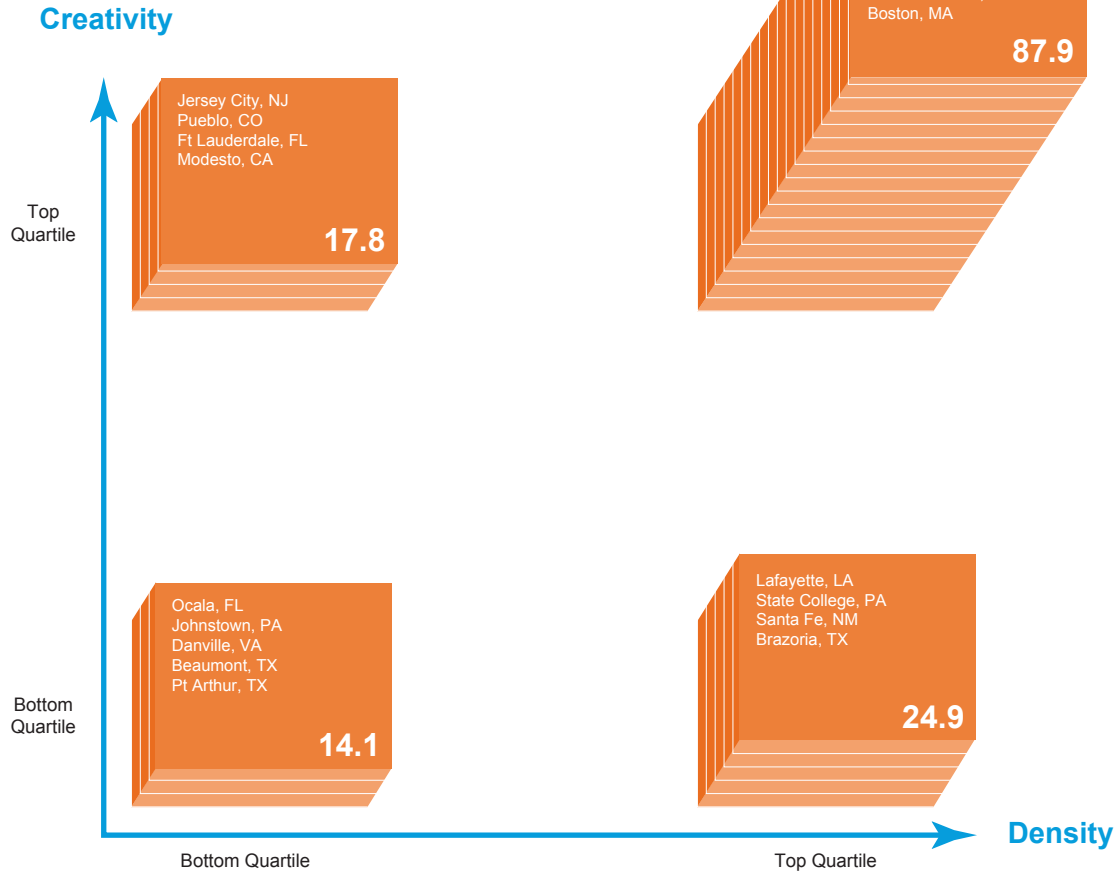 Creativity
Boston, MA
87.9
Jersey City, NJ
Pueblo, CO
Ft Lauderdale, FL
Modesto, CA
17.8
Top
Quartile
Ocala, FL
Johnstown, PA
Danville, VA
Beaumont, TX
Pt Arthur, TX
14.1
Lafayette, LA
State College, PA
Santa Fe, NM
Brazoria, TX
24.9
Bottom
Quartile
Density
Bottom Quartile
Top Quartile